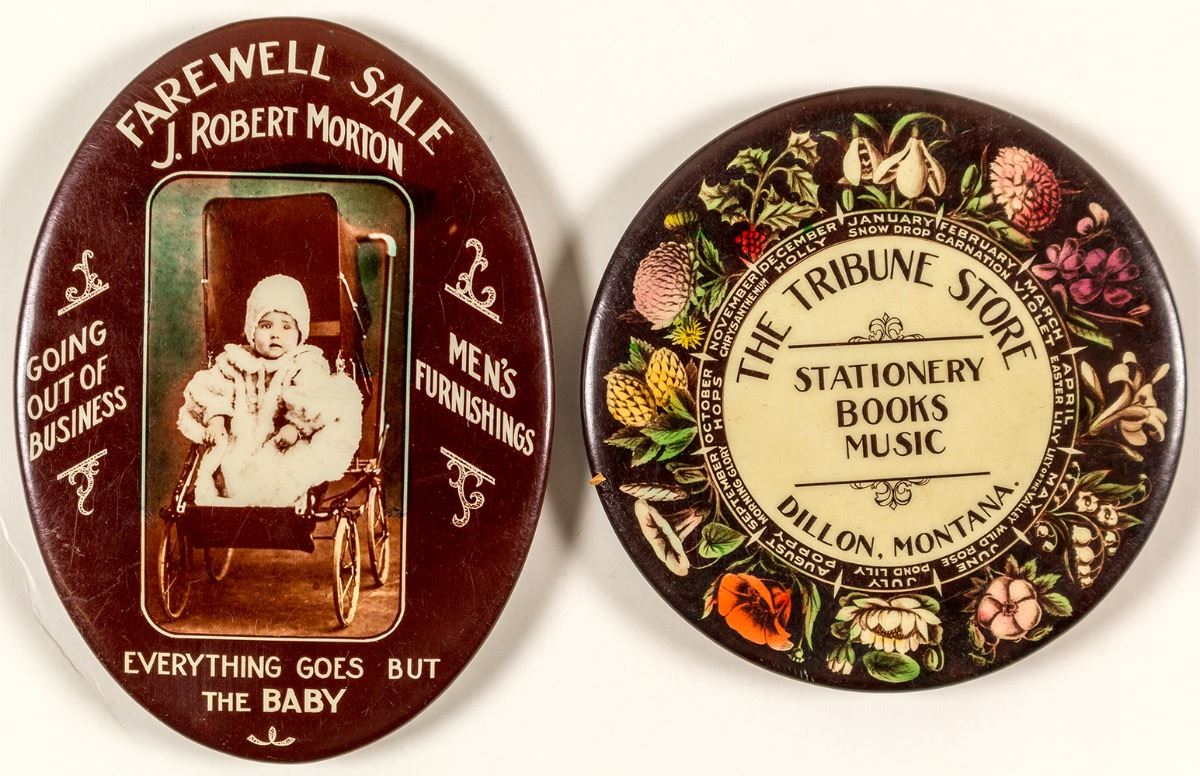 FAREWELL SALE
J. ROBERT MORTON
GOING
OUT OF
BUSINESS
MEN'S
FURNISHINGS
EVERYTHING GOES BUT
THE BABY
JANUARY
SNOW DROP
FEBRUARY
CARNATION
MARCH
VIOLET
APRIL
EASTER LILY
MAY
LILY OF THE VALLEY
JUNE
WILD ROSE
JULY
POND LILY
AUGUST
POPPY
SEPTEMBER
MORNING GLORY
OCTOBER
HOPS
NOVEMBER
CHRYSANTHENUM
DECEMBER
HOLLY
THE TRIBUNE STORE
STATIONERY
BOOKS
MUSIC
DILLON, MONTANA.